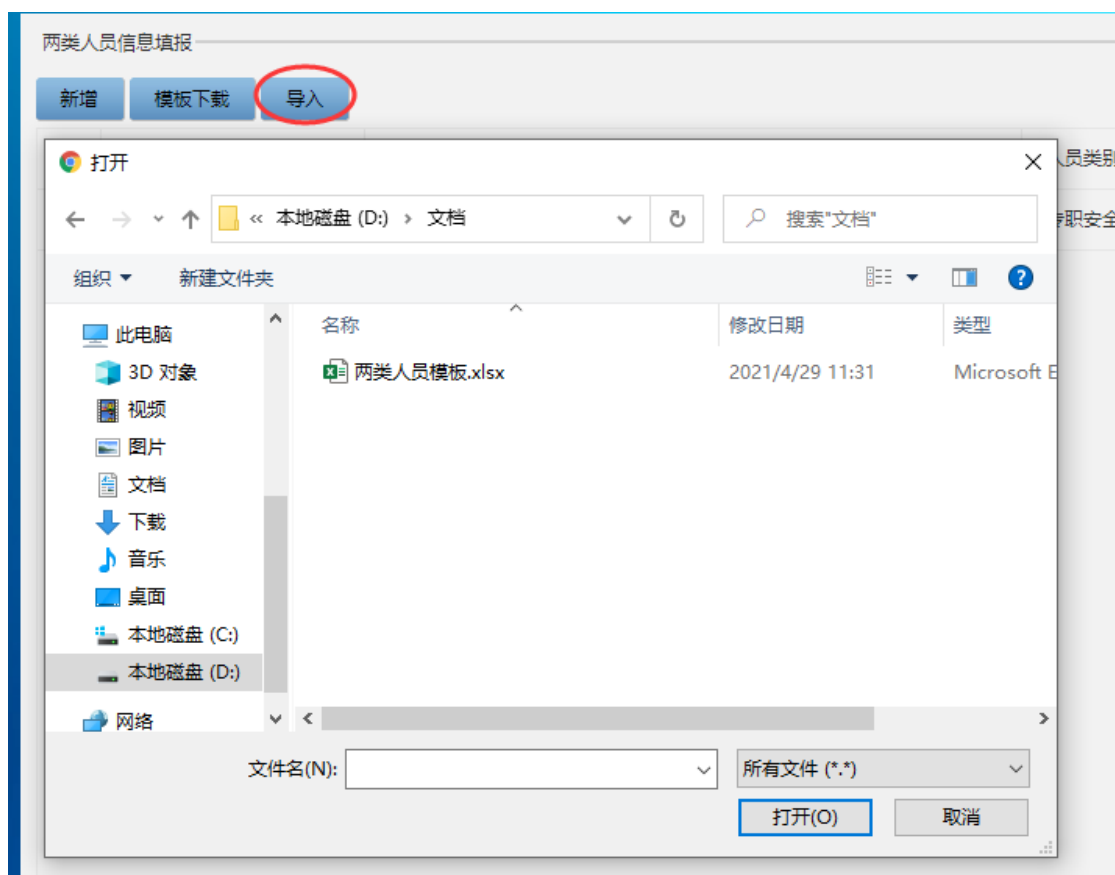 两类人员信息填报
新增 模板下载 导入
打开
员类别
« 本地磁盘 (D:) › 文档 搜索"文档"
专职安全
组织 新建文件夹
名称 修改日期 类型
此电脑
3D 对象
两类人员模板.xlsx 2021/4/29 11:31 Microsoft E
视频
图片
文档
下载
音乐
桌面
本地磁盘 (C:)
本地磁盘 (D:)
网络
文件名(N): 所有文件 (*.*)
打开(O) 取消